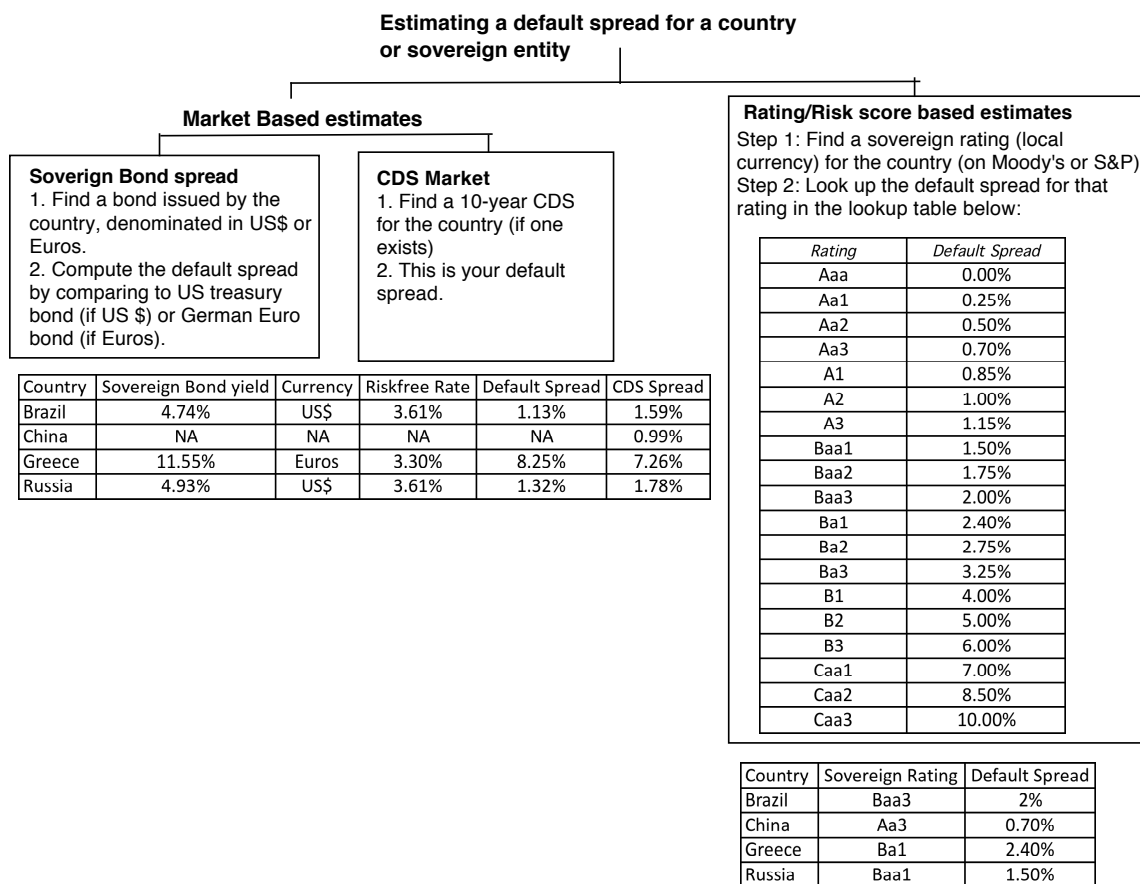 Estimating a default spread for a country
or sovereign entity
Market Based estimates
Soverign Bond spread
1. Find a bond issued by the
country, denominated in US$ or
Euros.
2. Compute the default spread
by comparing to US treasury
bond (if US $) or German Euro
bond (if Euros).
CDS Market
1. Find a 10-year CDS
for the country (if one
exists)
2. This is your default
spread.
Country Sovereign Bond yield Currency Riskfree Rate Default Spread CDS Spread
Brazil 4.74% US$ 3.61% 1.13% 1.59%
China NA NA NA NA 0.99%
Greece 11.55% Euros 3.30% 8.25% 7.26%
Russia 4.93% US$ 3.61% 1.32% 1.78%
Rating/Risk score based estimates
Step 1: Find a sovereign rating (local
currency) for the country (on Moody's or S&P)
Step 2: Look up the default spread for that
rating in the lookup table below:
Rating Default Spread
Aaa 0.00%
Aa1 0.25%
Aa2 0.50%
Aa3 0.70%
A1 0.85%
A2 1.00%
A3 1.15%
Baa1 1.50%
Baa2 1.75%
Baa3 2.00%
Ba1 2.40%
Ba2 2.75%
Ba3 3.25%
B1 4.00%
B2 5.00%
B3 6.00%
Caa1 7.00%
Caa2 8.50%
Caa3 10.00%
Country Sovereign Rating Default Spread
Brazil Baa3 2%
China Aa3 0.70%
Greece Ba1 2.40%
Russia Baa1 1.50%